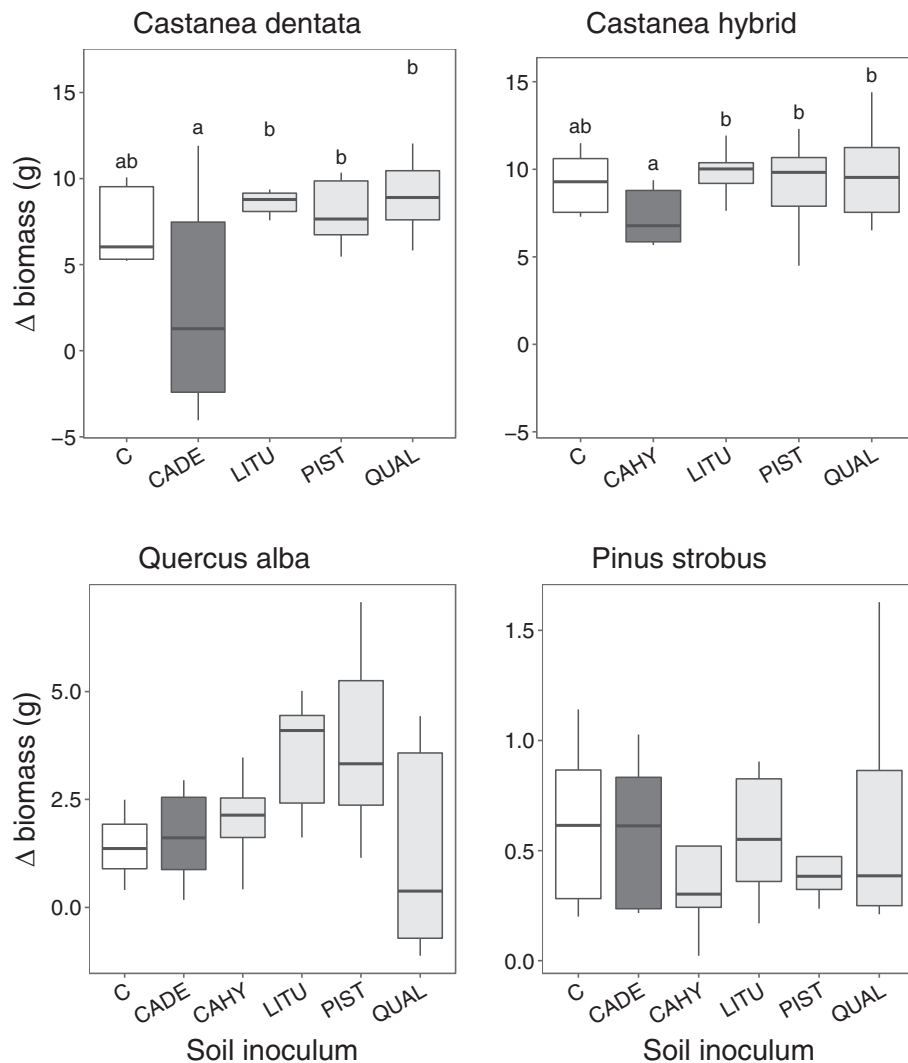 Castanea dentata
Castanea hybrid
Δ biomass (g)
15
10
5
0
−5
ab
a
b
b
b
C
CADE
LITU
PIST
QUAL
15
10
5
0
−5
ab
a
b
b
b
C
CAHY
LITU
PIST
QUAL
Quercus alba
Pinus strobus
Δ biomass (g)
5.0
2.5
0.0
C
CADE
CAHY
LITU
PIST
QUAL
Soil inoculum
1.5
1.0
0.5
0.0
C
CADE
CAHY
LITU
PIST
QUAL
Soil inoculum